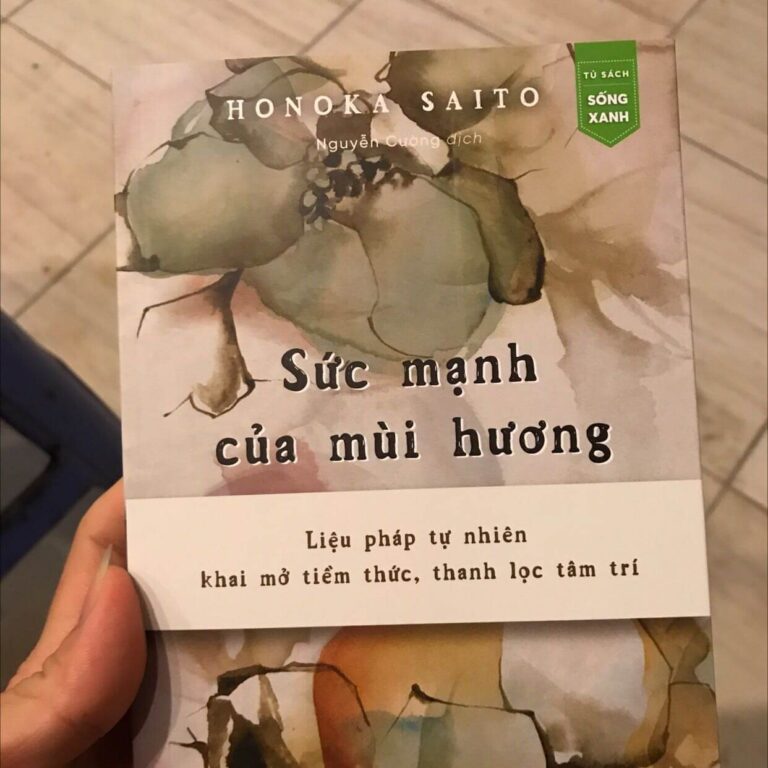 HONOKA SAITO
Nguyễn Cường dịch
TỦ SÁCH
SỐNG
XANH
Sức mạnh
của mùi hương
Liệu pháp tự nhiên
khai mở tiềm thức, thanh lọc tâm trí